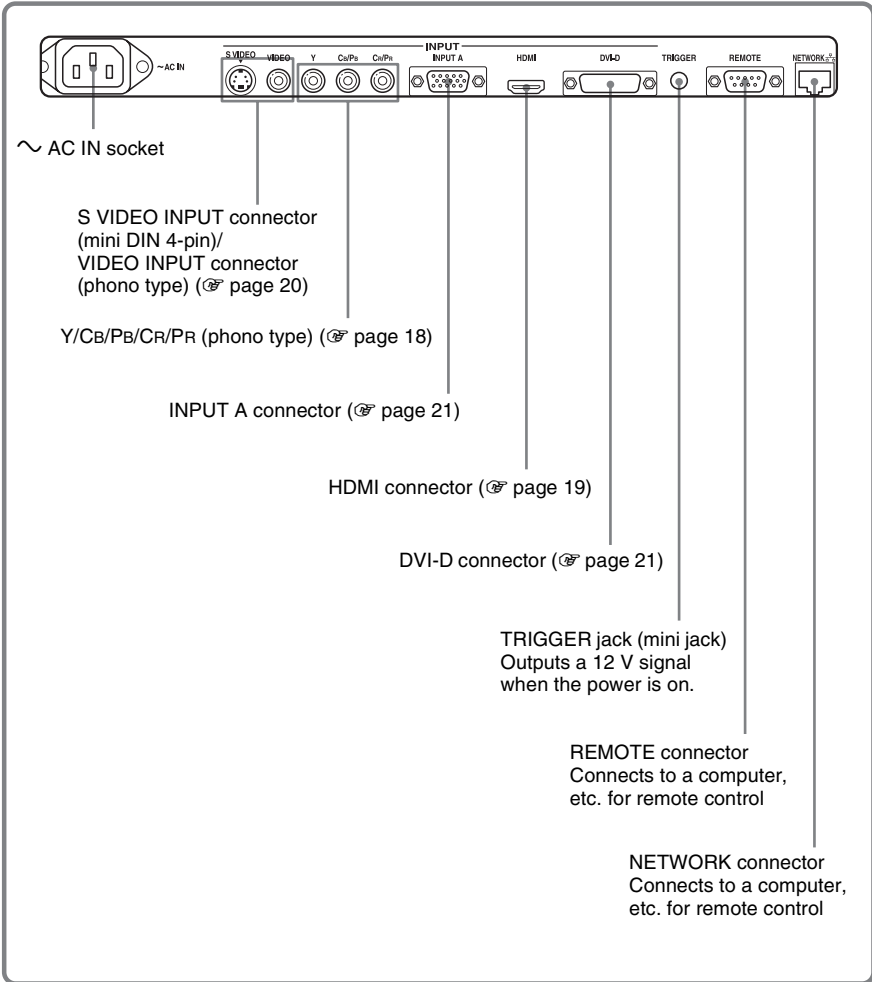 INPUT
~AC IN S VIDEO VIDEO Y CB/PB CR/PR INPUT A HDMI DVI-D TRIGGER REMOTE NETWORK
∼ AC IN socket
S VIDEO INPUT connector
(mini DIN 4-pin)/
VIDEO INPUT connector
(phono type) (☞ page 20)
Y/CB/PB/CR/PR (phono type) (☞ page 18)
INPUT A connector (☞ page 21)
HDMI connector (☞ page 19)
DVI-D connector (☞ page 21)
TRIGGER jack (mini jack)
Outputs a 12 V signal
when the power is on.
REMOTE connector
Connects to a computer,
etc. for remote control
NETWORK connector
Connects to a computer,
etc. for remote control